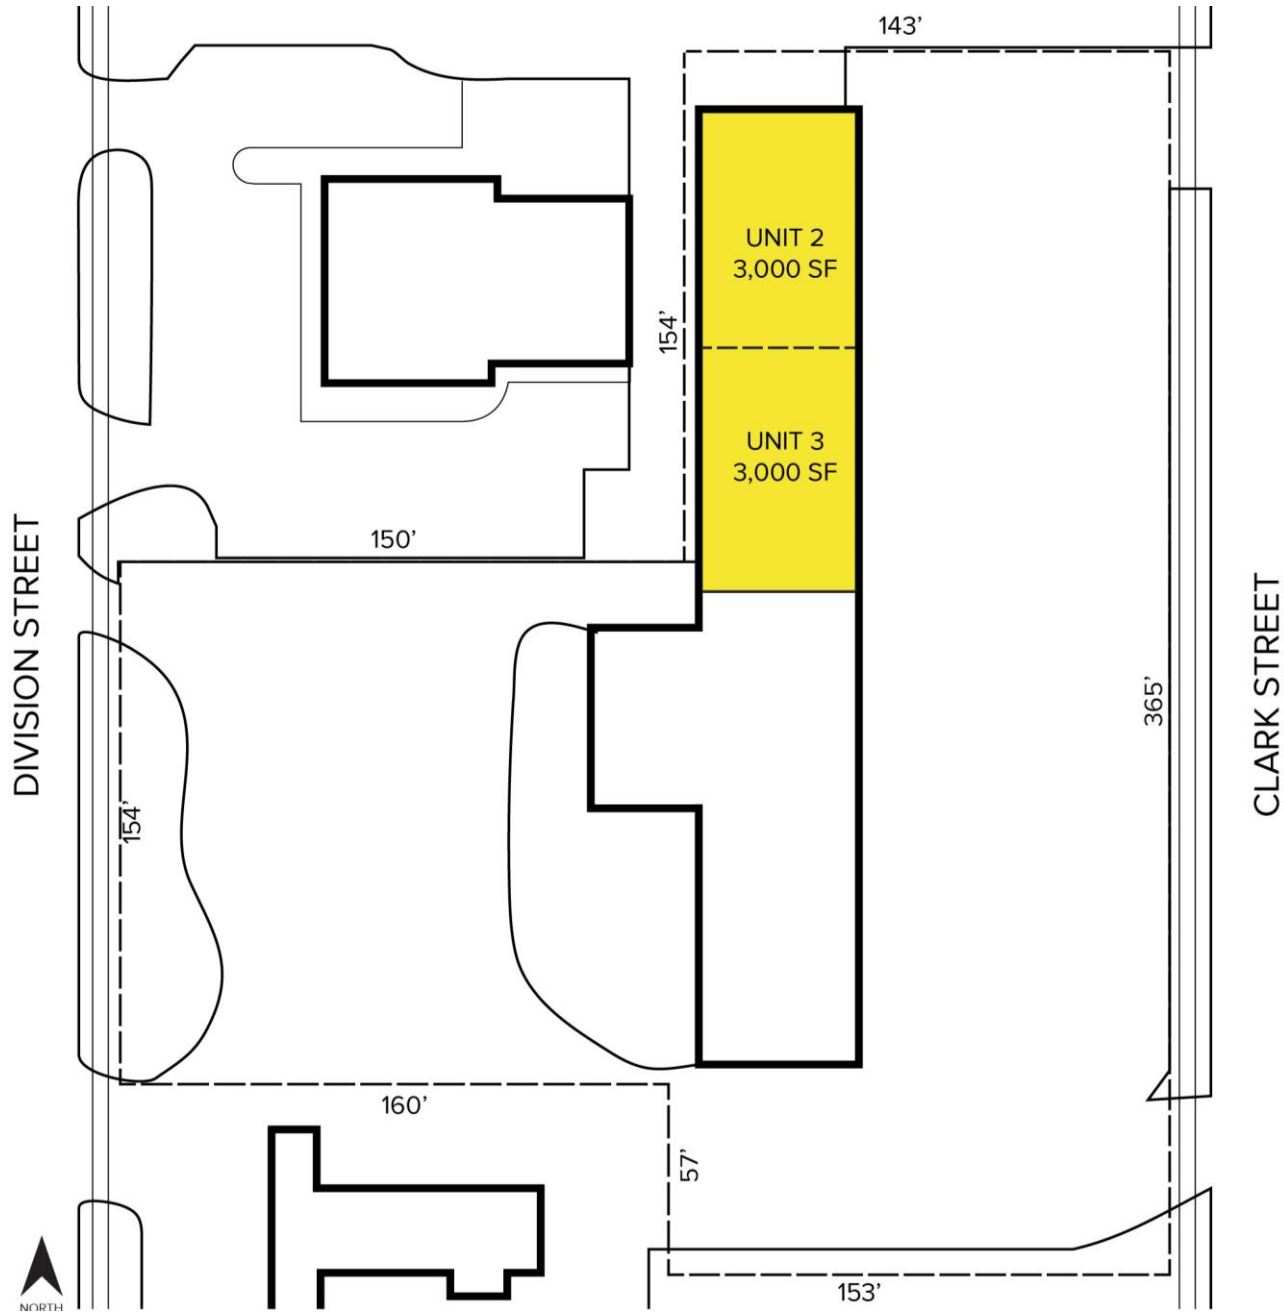 143'
UNIT 2
3,000 SF
154'
UNIT 3
3,000 SF
150'
DIVISION STREET
CLARK STREET
365'
154'
160'
57'
153'
NORTH